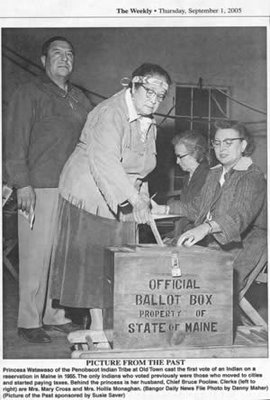 The Weekly • Thursday, September 1, 2005
OFFICIAL
BALLOT BOX
PROPERTY OF
STATE OF MAINE
PICTURE FROM THE PAST
Princess Watawaso of the Penobscot Indian Tribe at Old Town cast the first vote of an Indian on a
reservation in Maine in 1955. The only Indians who voted previously were those who moved to cities
and started paying taxes. Behind the princess is her husband, Chief Bruce Poolaw. Clerks (left to
right) are Mrs. Mary Cross and Mrs. Hollis Monaghan. (Bangor Daily News File Photo by Danny Maher)
(Picture of the Past sponsored by Susie Saver)